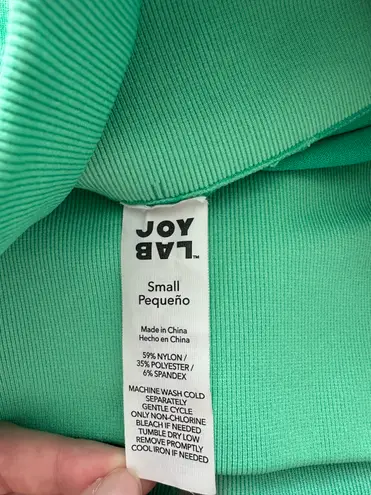 JOY
LAB™
Small
Pequeño
Made in China
Hecho en China
59% NYLON /
35% POLYESTER /
6% SPANDEX
MACHINE WASH COLD
SEPARATELY
GENTLE CYCLE
ONLY NON-CHLORINE
BLEACH IF NEEDED
TUMBLE DRY LOW
REMOVE PROMPTLY
COOL IRON IF NEEDED